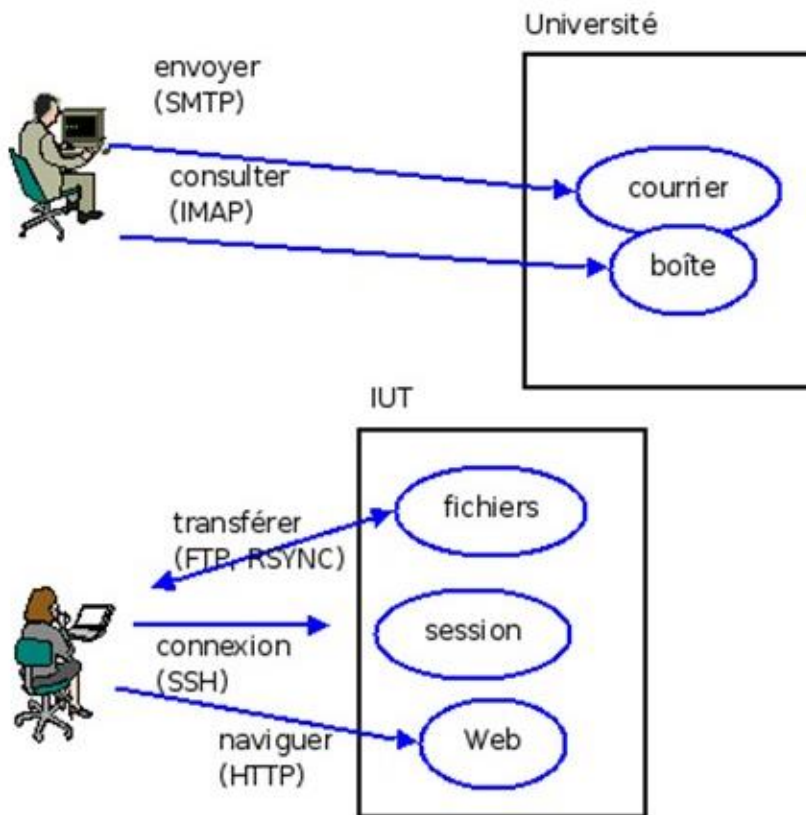 Université
envoyer
(SMTP)
consulter
(IMAP)
courrier
boîte
IUT
fichiers
transférer
(FTP, RSYNC)
session
connexion
(SSH)
Web
naviguer
(HTTP)